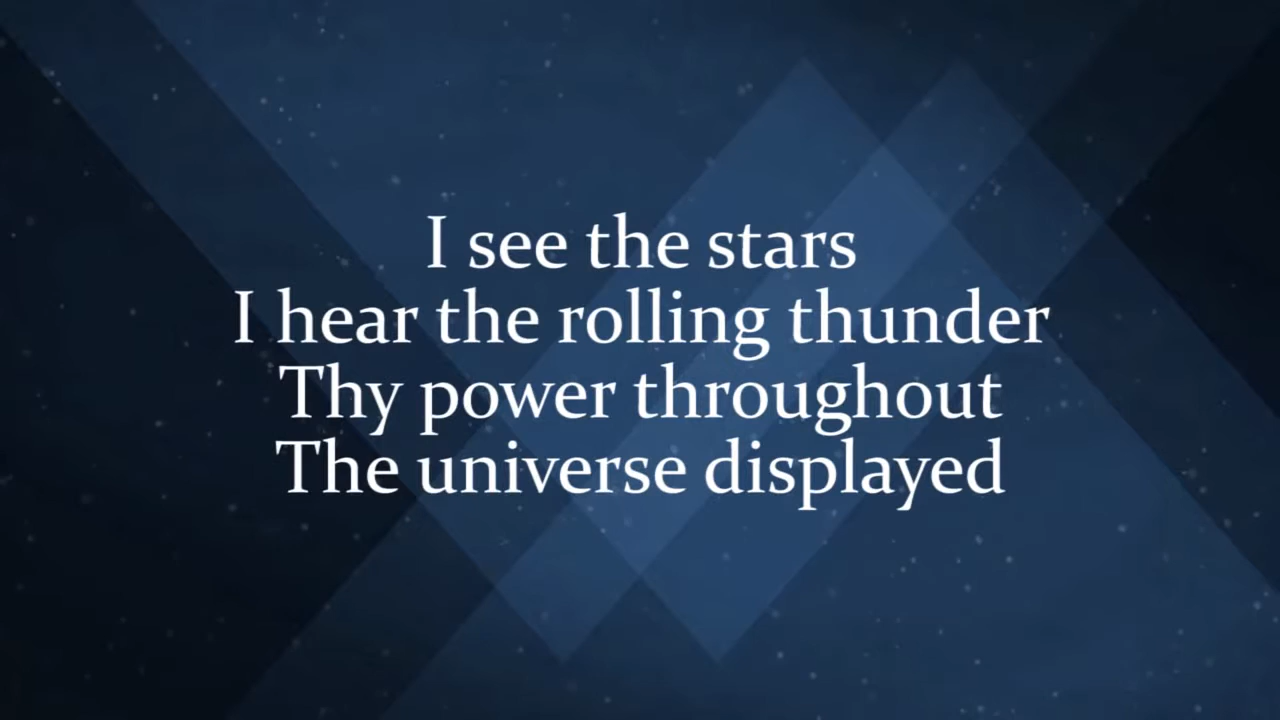 I see the stars
I hear the rolling thunder
Thy power throughout
The universe displayed